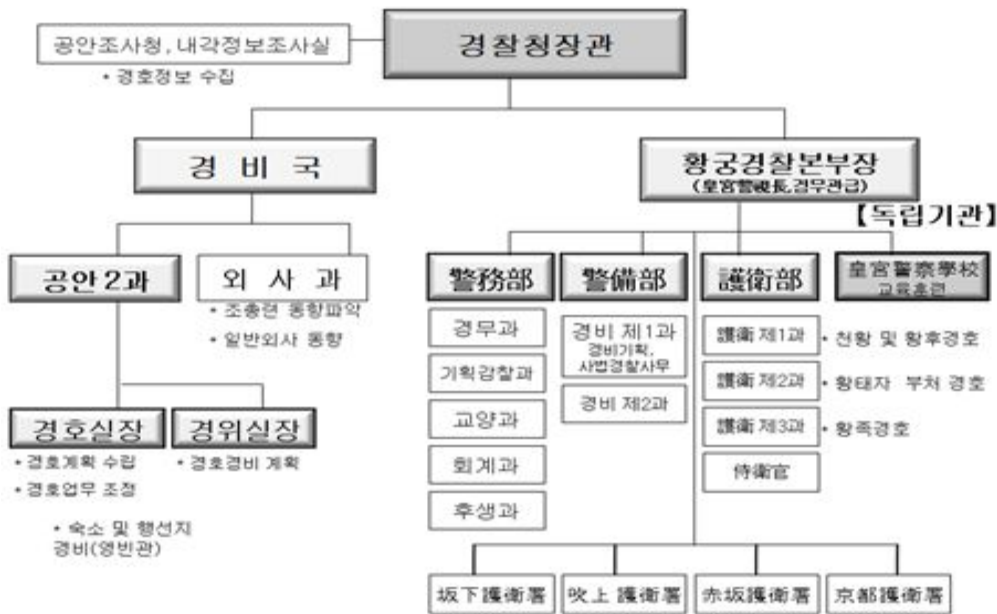 경찰청장관
공안조사청, 내각정보조사실
* 경호정보 수집
경 비 국
황궁경찰본부장
(皇宮警視長,경무관급)
【독립기관】
공안 2과
외 사 과
* 조총련 동향파악
* 일반외사 동향
경호실장
* 경호계획 수립
* 경호업무 조정
* 숙소 및 행선지
경비(영빈관)
경위실장
* 경호경비 계획
警務部
경무과
기획감찰과
교양과
회계과
후생과
警備部
경비 제1과
경비기획,
사법경찰사무
경비 제2과
護衛部
護衛 제1과
* 천황 및 황후경호
護衛 제2과
* 황태자 부처 경호
護衛 제3과
* 황족경호
侍衛官
皇宮警察學校
교육훈련
坂下護衛署
吹上 護衛署
赤坂護衛署
京都護衛署